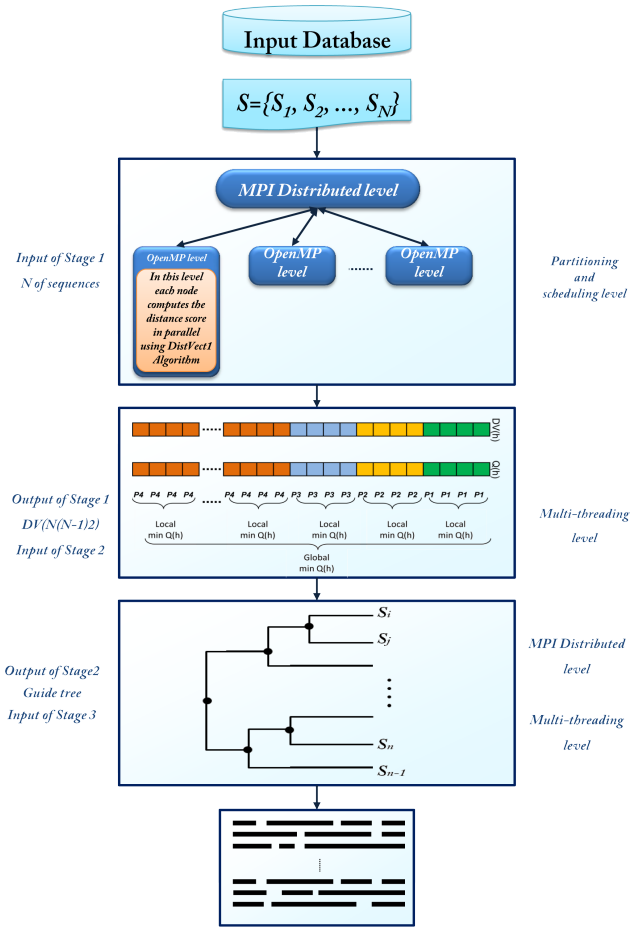 Input Database
S={S1, S2, ..., SN}
MPI Distributed level
Input of Stage 1
N of sequences
OpenMP level
In this level
each node
computes the
distance score
in parallel
using DistVect1
Algorithm
OpenMP
level
......
OpenMP
level
Partitioning
and
scheduling level
DV(h)
Q(h)
Output of Stage 1
DV(N(N-1)2)
Input of Stage 2
P4 P4 P4 P4 ..... P4 P4 P4 P4 P3 P3 P3 P3 P2 P2 P2 P2 P1 P1 P1 P1
Local
min Q(h)
Local
min Q(h)
Local
min Q(h)
Local
min Q(h)
Local
min Q(h)
Global
min Q(h)
Multi-threading
level
Output of Stage2
Guide tree
Input of Stage 3
Si
Sj
Sn
Sn-1
MPI Distributed
level
Multi-threading
level